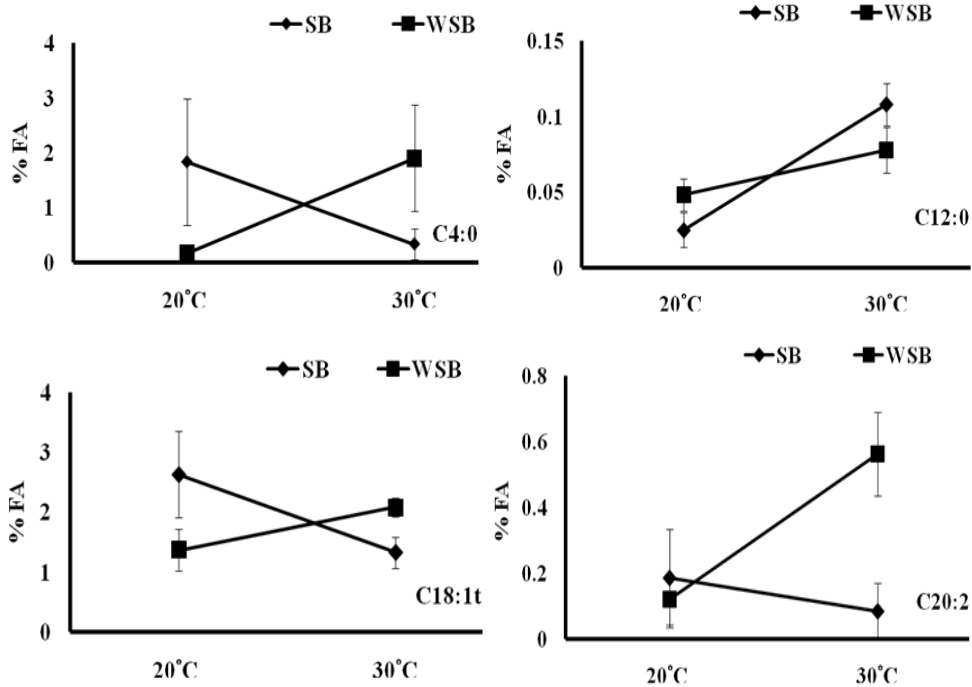 SB WSB
4
3
2
1
0
% FA
C4:0
20°C 30°C
SB WSB
0.15
0.1
0.05
0
% FA
C12:0
20°C 30°C
SB WSB
4
3
2
1
0
% FA
C18:1t
20°C 30°C
SB WSB
0.8
0.6
0.4
0.2
0
% FA
C20:2
20°C 30°C